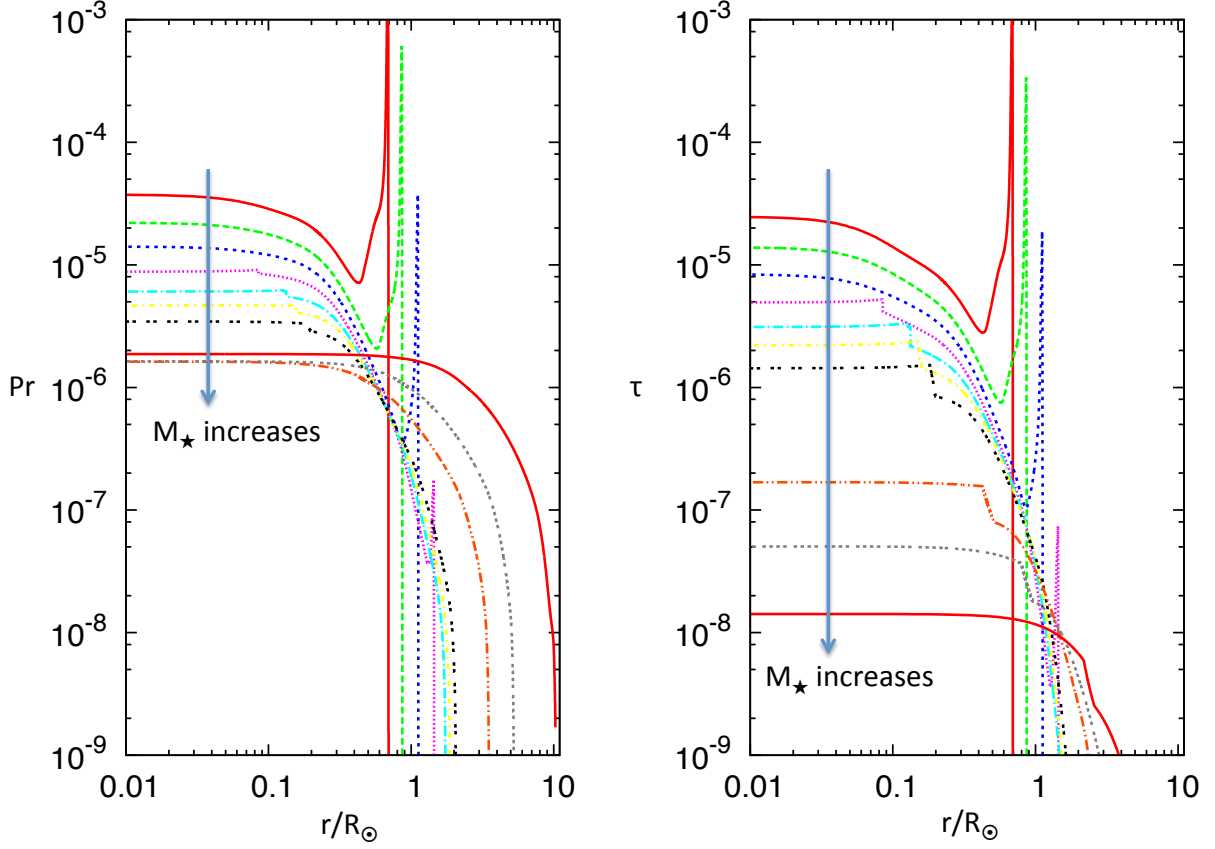 10⁻³
10⁻⁴
10⁻⁵
10⁻⁶
10⁻⁷
10⁻⁸
10⁻⁹
Pr
M★ increases
0.01 0.1 1 10
r/R☉
10⁻³
10⁻⁴
10⁻⁵
10⁻⁶
10⁻⁷
10⁻⁸
10⁻⁹
τ
M★ increases
0.01 0.1 1 10
r/R☉